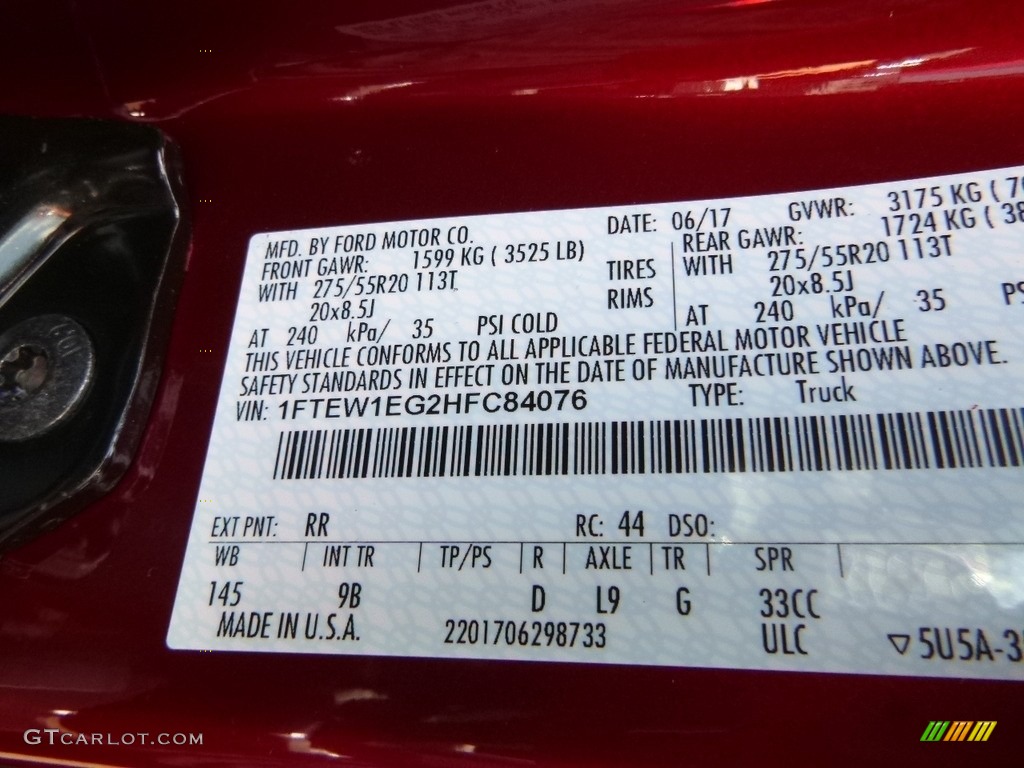 MFD. BY FORD MOTOR CO. DATE: 06/17 GVWR: 3175 KG (
FRONT GAWR: 1599 KG ( 3525 LB) REAR GAWR: 1724 KG (
WITH 275/55R20 113T TIRES WITH 275/55R20 113T
20x8.5J RIMS 20x8.5J
AT 240 kPa/ 35 PSI COLD AT 240 kPa/ 35 PS
THIS VEHICLE CONFORMS TO ALL APPLICABLE FEDERAL MOTOR VEHICLE
SAFETY STANDARDS IN EFFECT ON THE DATE OF MANUFACTURE SHOWN ABOVE.
VIN: 1FTEW1EG2HFC84076 TYPE: Truck
EXT PNT: RR RC: 44 DSO:
WB INT TR TP/PS R AXLE TR SPR
145 9B D L9 G 33CC
MADE IN U.S.A. 2201706298733 ULC ▽5U5A-3
GTCARLOT.COM